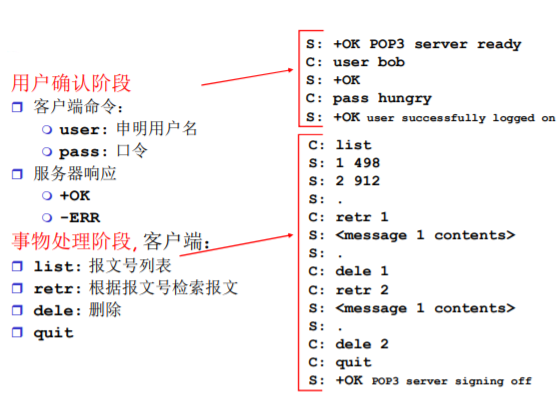 用户确认阶段
客户端命令:
user: 申明用户名
pass: 口令
服务器响应
+OK
-ERR
事物处理阶段, 客户端:
list: 报文号列表
retr: 根据报文号检索报文
dele: 删除
quit
S: +OK POP3 server ready
C: user bob
S: +OK
C: pass hungry
S: +OK user successfully logged on
C: list
S: 1 498
S: 2 912
S: .
C: retr 1
S: <message 1 contents>
S: .
C: dele 1
C: retr 2
S: <message 1 contents>
S: .
C: dele 2
C: quit
S: +OK POP3 server signing off